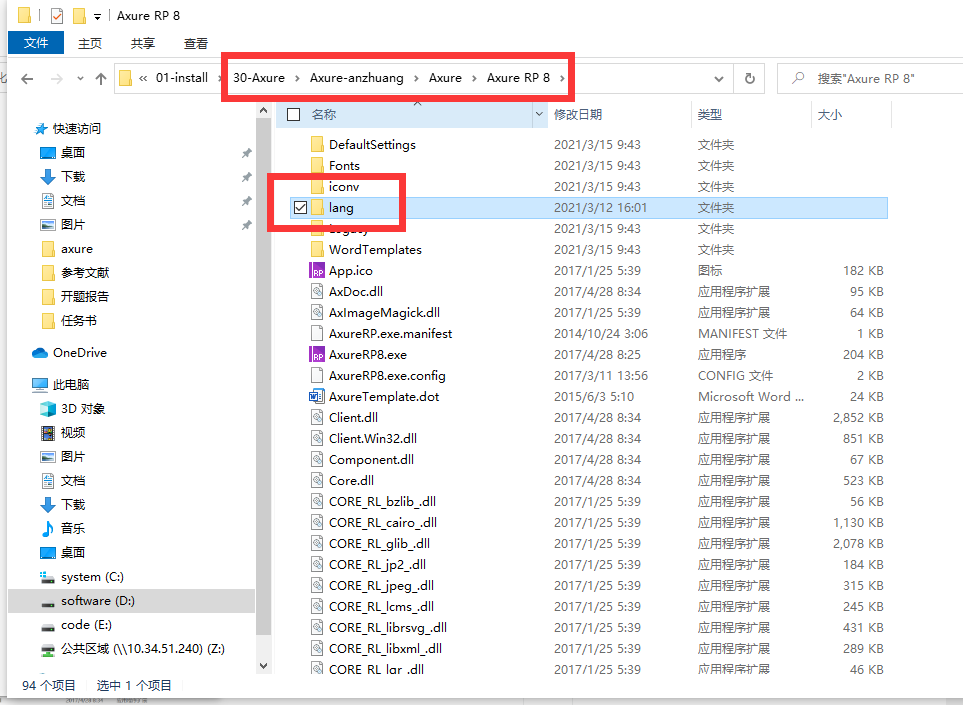 Axure RP 8
文件 主页 共享 查看
« 01-install › 30-Axure › Axure-anzhuang › Axure › Axure RP 8 › 搜索"Axure RP 8"
名称 修改日期 类型 大小
快速访问
桌面
下载
文档
图片
axure
参考文献
开题报告
任务书
OneDrive
此电脑
3D 对象
视频
图片
文档
下载
音乐
桌面
system (C:)
software (D:)
code (E:)
公共区域 (\\10.34.51.240) (Z:)
DefaultSettings 2021/3/15 9:43 文件夹
Fonts 2021/3/15 9:43 文件夹
iconv 2021/3/15 9:43 文件夹
lang 2021/3/12 16:01 文件夹
Legacy 2021/3/15 9:43 文件夹
WordTemplates 2021/3/15 9:43 文件夹
App.ico 2017/1/25 5:39 图标 182 KB
AxDoc.dll 2017/4/28 8:34 应用程序扩展 95 KB
AxImageMagick.dll 2017/4/28 8:34 应用程序扩展 64 KB
AxureRP.exe.manifest 2014/10/24 3:06 MANIFEST 文件 1 KB
AxureRP8.exe 2017/4/28 8:25 应用程序 204 KB
AxureRP8.exe.config 2017/3/11 13:56 CONFIG 文件 2 KB
AxureTemplate.dot 2015/6/3 5:10 Microsoft Word ... 24 KB
Client.dll 2017/4/28 8:34 应用程序扩展 2,852 KB
Client.Win32.dll 2017/4/28 8:34 应用程序扩展 851 KB
Component.dll 2017/4/28 8:34 应用程序扩展 67 KB
Core.dll 2017/4/28 8:34 应用程序扩展 523 KB
CORE_RL_bzlib_.dll 2017/1/25 5:39 应用程序扩展 56 KB
CORE_RL_cairo_.dll 2017/1/25 5:39 应用程序扩展 1,130 KB
CORE_RL_glib_.dll 2017/1/25 5:39 应用程序扩展 2,078 KB
CORE_RL_jp2_.dll 2017/1/25 5:39 应用程序扩展 184 KB
CORE_RL_jpeg_.dll 2017/1/25 5:39 应用程序扩展 315 KB
CORE_RL_lcms_.dll 2017/1/25 5:39 应用程序扩展 245 KB
CORE_RL_librsvg_.dll 2017/1/25 5:39 应用程序扩展 431 KB
CORE_RL_libxml_.dll 2017/1/25 5:39 应用程序扩展 289 KB
CORE_RL_lqr_.dll 2017/1/25 5:39 应用程序扩展 46 KB
94 个项目 选中 1 个项目